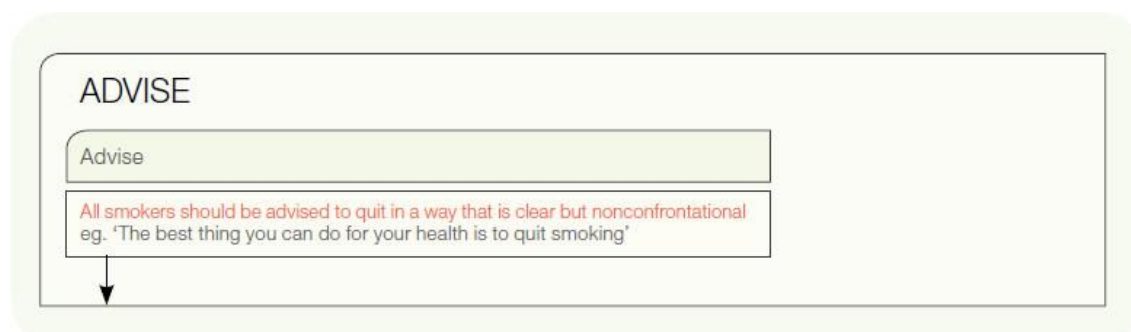 ADVISE
Advise
All smokers should be advised to quit in a way that is clear but nonconfrontational
eg. ‘The best thing you can do for your health is to quit smoking’